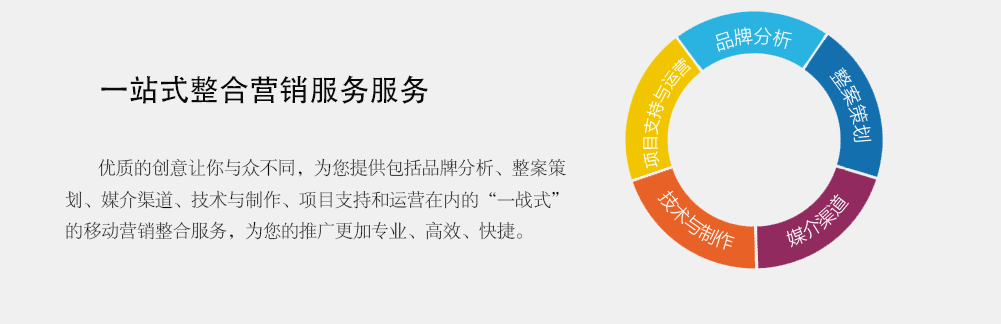 一站式整合营销服务服务
优质的创意让你与众不同，为您提供包括品牌分析、整案策
划、媒介渠道、技术与制作、项目支持和运营在内的“一战式”
的移动营销整合服务，为您的推广更加专业、高效、快捷。
品牌分析
整案策划
媒介渠道
技术与制作
项目支持与运营